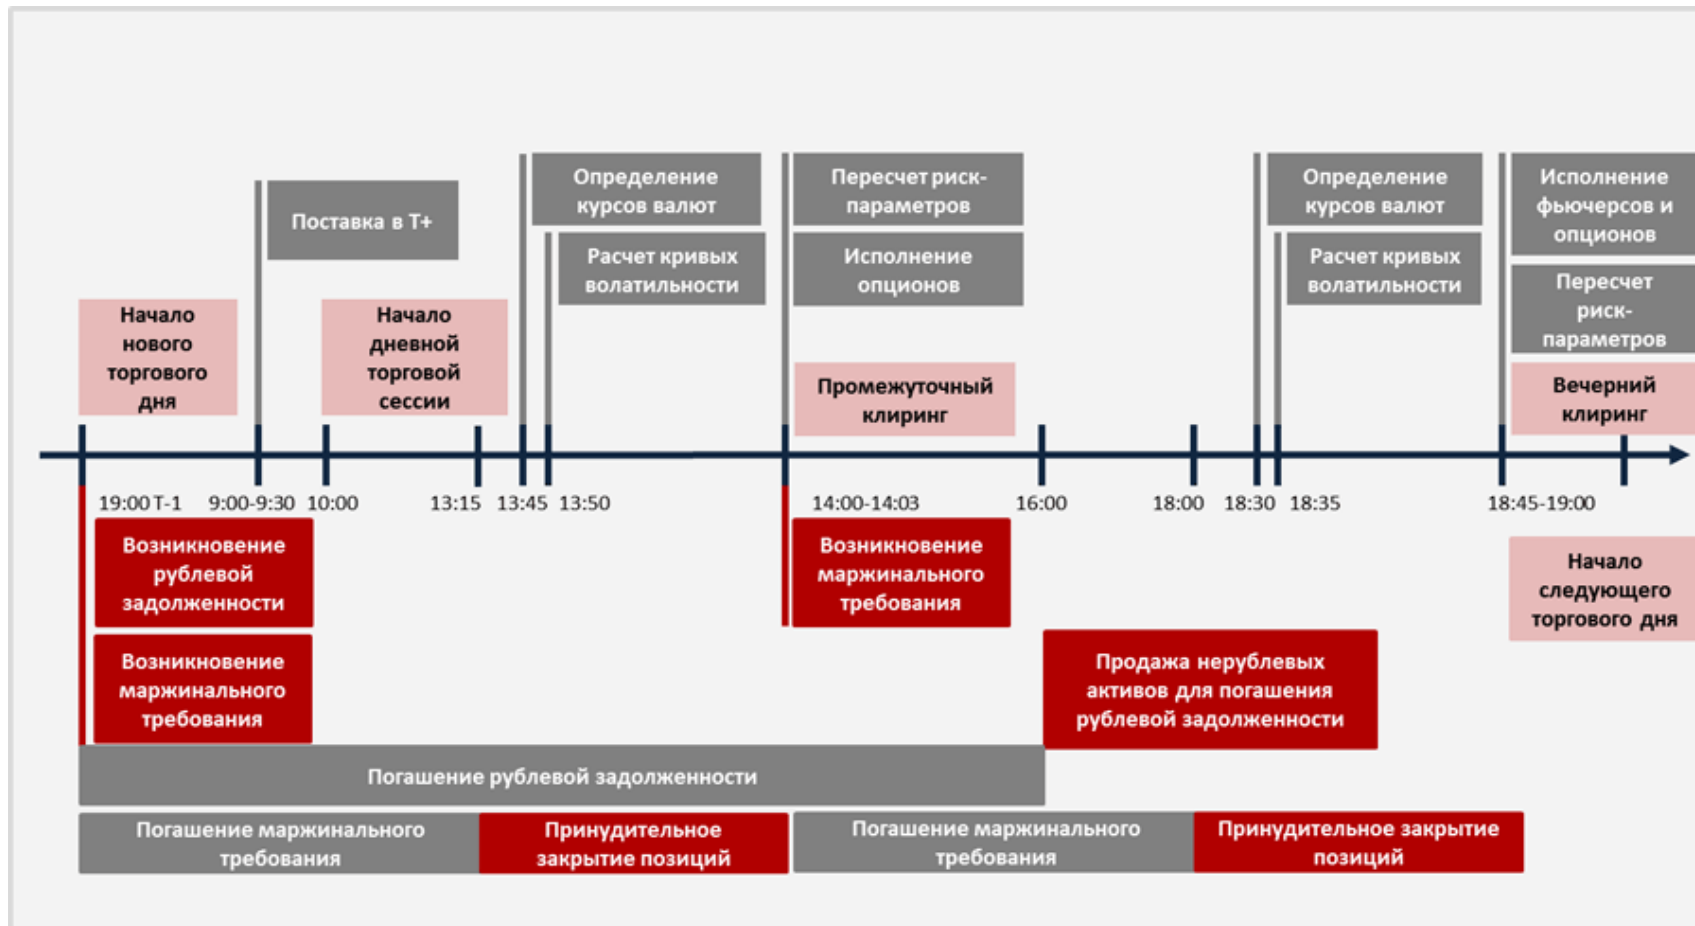 Определение
курсов валют
Пересчет риск-
параметров
Определение
курсов валют
Исполнение
фьючерсов и
опционов
Поставка в Т+
Расчет кривых
волатильности
Исполнение
опционов
Расчет кривых
волатильности
Пересчет
риск-
параметров
Начало
нового
торгового
дня
Начало
дневной
торговой
сессии
Промежуточный
клиринг
Вечерний
клиринг
19:00 Т-1 9:00-9:30 10:00 13:15 13:45 13:50 14:00-14:03 16:00 18:00 18:30 18:35 18:45-19:00
Возникновение
рублевой
задолженности
Возникновение
маржинального
требования
Начало
следующего
торгового дня
Возникновение
маржинального
требования
Продажа нерублевых
активов для погашения
рублевой задолженности
Погашение рублевой задолженности
Погашение маржинального
требования
Принудительное
закрытие позиций
Погашение маржинального
требования
Принудительное закрытие
позиций